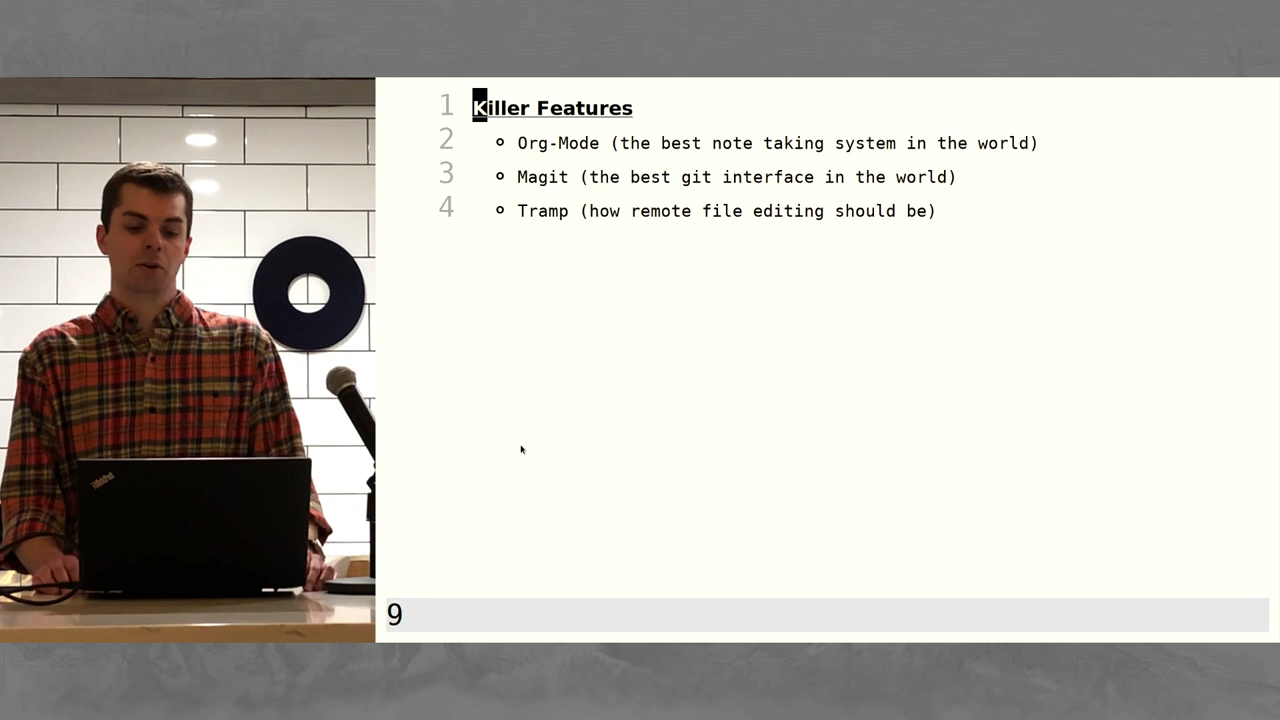 1 Killer Features
2 Org-Mode (the best note taking system in the world)
3 Magit (the best git interface in the world)
4 Tramp (how remote file editing should be)
9
ThinkPad